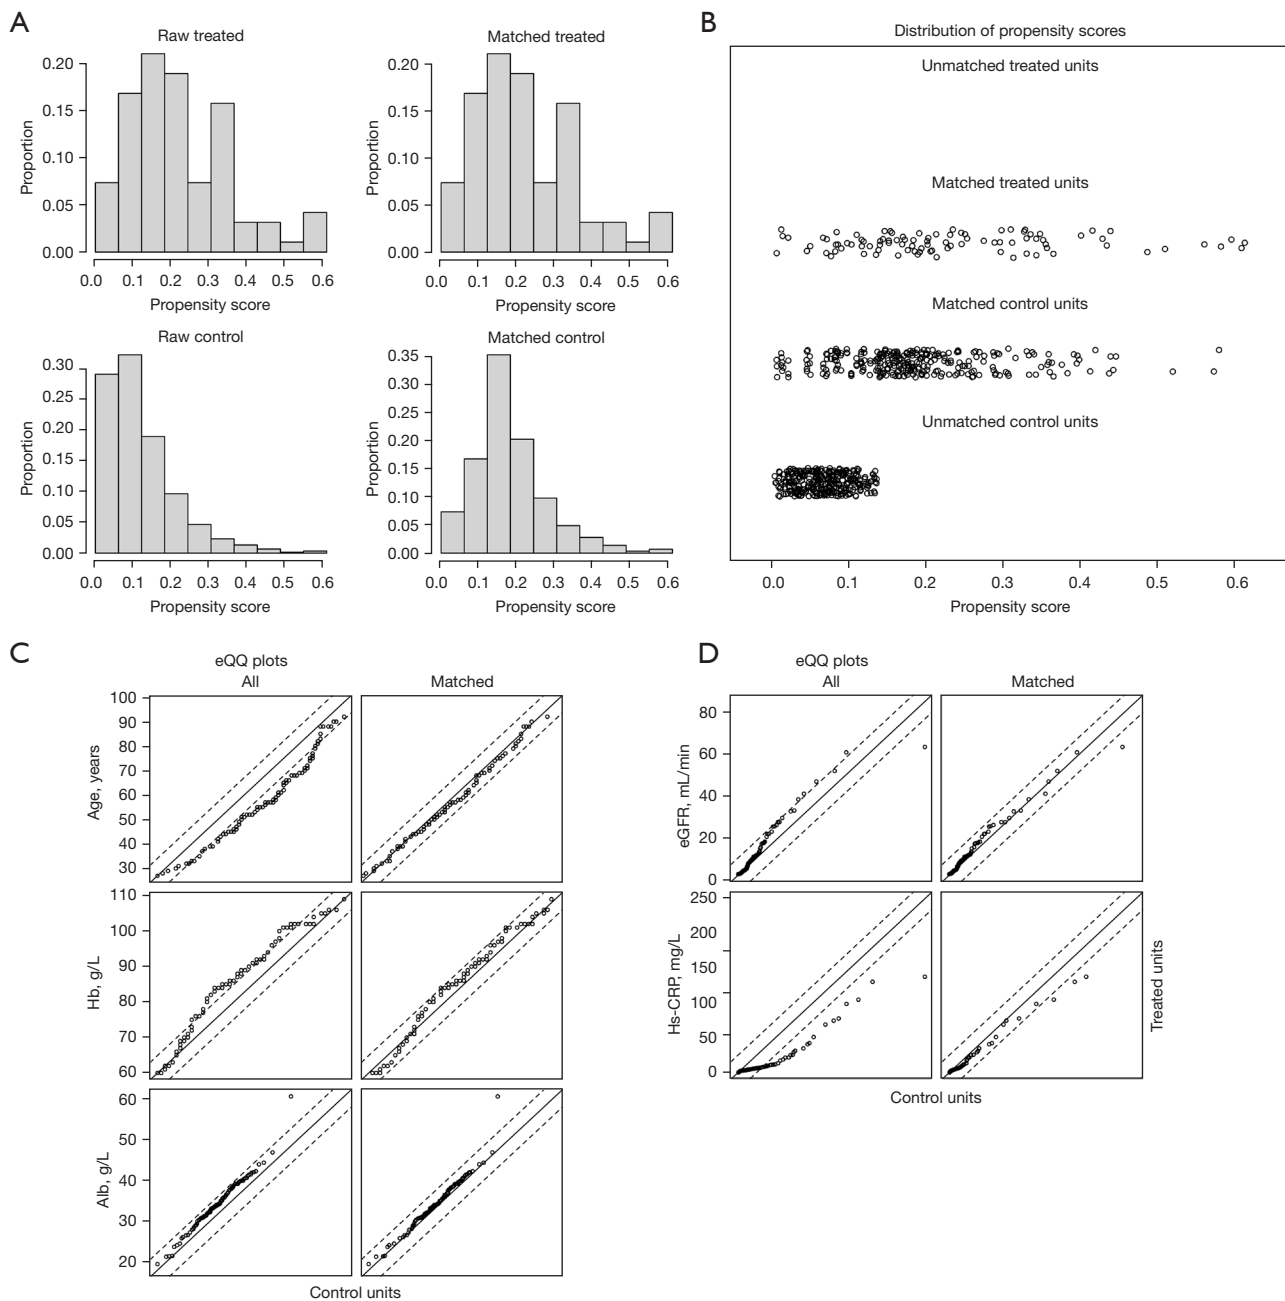 A
Raw treated
0.20
0.15
0.10
0.05
0.00
Proportion
0.0 0.1 0.2 0.3 0.4 0.5 0.6
Propensity score
Matched treated
0.20
0.15
0.10
0.05
0.00
Proportion
0.0 0.1 0.2 0.3 0.4 0.5 0.6
Propensity score
Raw control
0.30
0.25
0.20
0.15
0.10
0.05
0.00
Proportion
0.0 0.1 0.2 0.3 0.4 0.5 0.6
Propensity score
Matched control
0.35
0.30
0.25
0.20
0.15
0.10
0.05
0.00
Proportion
0.0 0.1 0.2 0.3 0.4 0.5 0.6
Propensity score
B
Distribution of propensity scores
Unmatched treated units
Matched treated units
Matched control units
Unmatched control units
0.0 0.1 0.2 0.3 0.4 0.5 0.6
Propensity score
C
eQQ plots
All Matched
100
90
80
70
60
50
40
30
Age, years
110
100
90
80
70
60
Hb, g/L
60
50
40
30
20
Alb, g/L
Control units
D
eQQ plots
All Matched
80
60
40
20
0
eGFR, mL/min
250
200
150
100
50
0
Hs-CRP, mg/L
Treated units
Control units